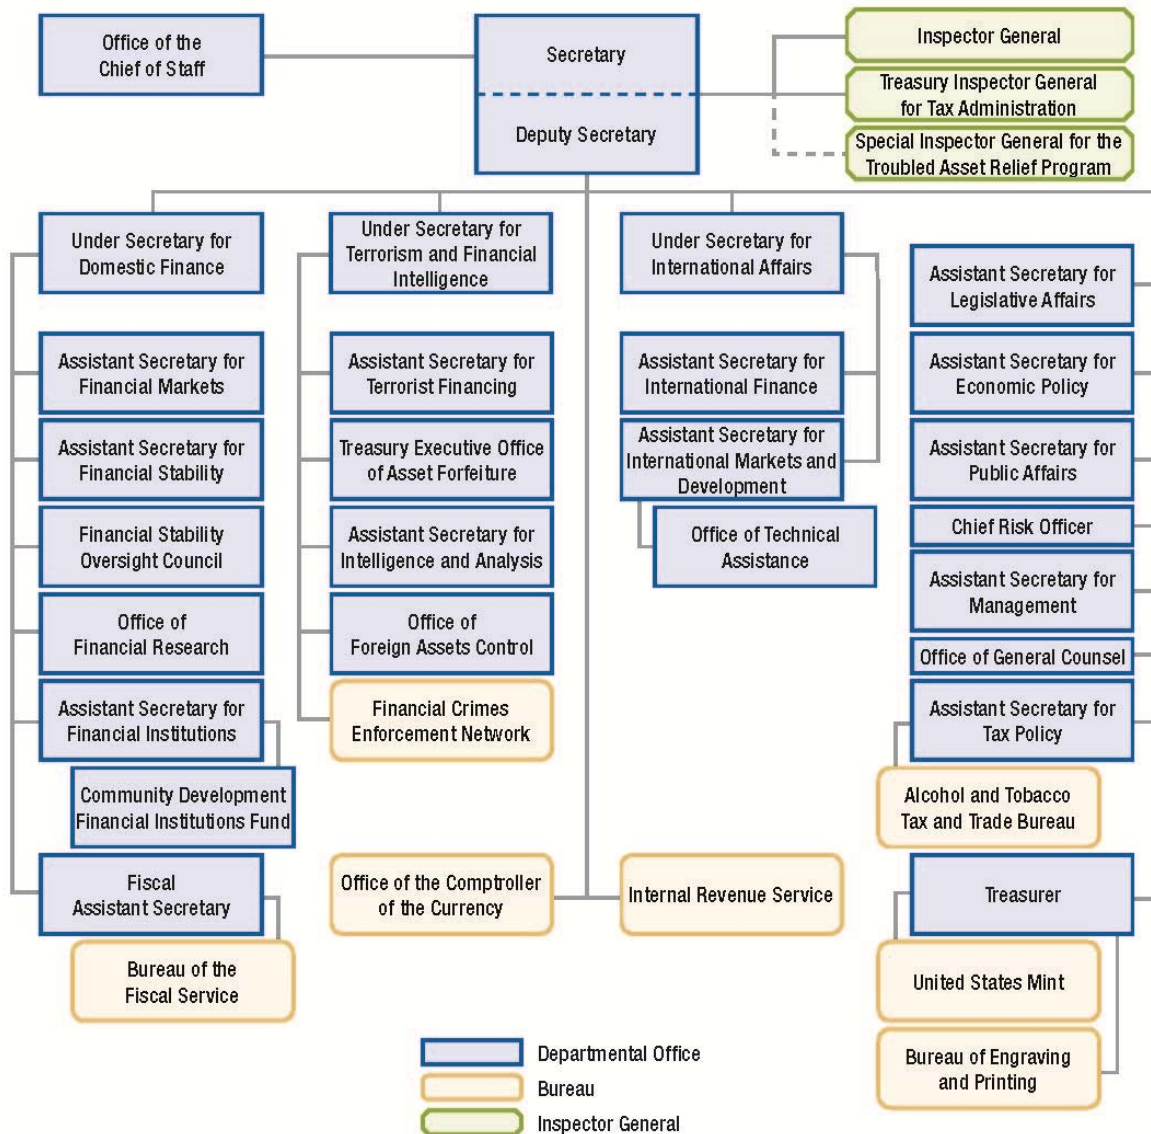 Office of the
Chief of Staff
Secretary
Deputy Secretary
Inspector General
Treasury Inspector General
for Tax Administration
Special Inspector General for the
Troubled Asset Relief Program
Under Secretary for
Domestic Finance
Assistant Secretary for
Financial Markets
Assistant Secretary for
Financial Stability
Financial Stability
Oversight Council
Office of
Financial Research
Assistant Secretary for
Financial Institutions
Community Development
Financial Institutions Fund
Fiscal
Assistant Secretary
Bureau of the
Fiscal Service
Under Secretary for
Terrorism and Financial
Intelligence
Assistant Secretary for
Terrorist Financing
Treasury Executive Office
of Asset Forfeiture
Assistant Secretary for
Intelligence and Analysis
Office of
Foreign Assets Control
Financial Crimes
Enforcement Network
Office of the Comptroller
of the Currency
Under Secretary for
International Affairs
Assistant Secretary for
International Finance
Assistant Secretary for
International Markets and
Development
Office of Technical
Assistance
Internal Revenue Service
Assistant Secretary for
Legislative Affairs
Assistant Secretary for
Economic Policy
Assistant Secretary for
Public Affairs
Chief Risk Officer
Assistant Secretary for
Management
Office of General Counsel
Assistant Secretary for
Tax Policy
Alcohol and Tobacco
Tax and Trade Bureau
Treasurer
United States Mint
Bureau of Engraving
and Printing
Departmental Office
Bureau
Inspector General